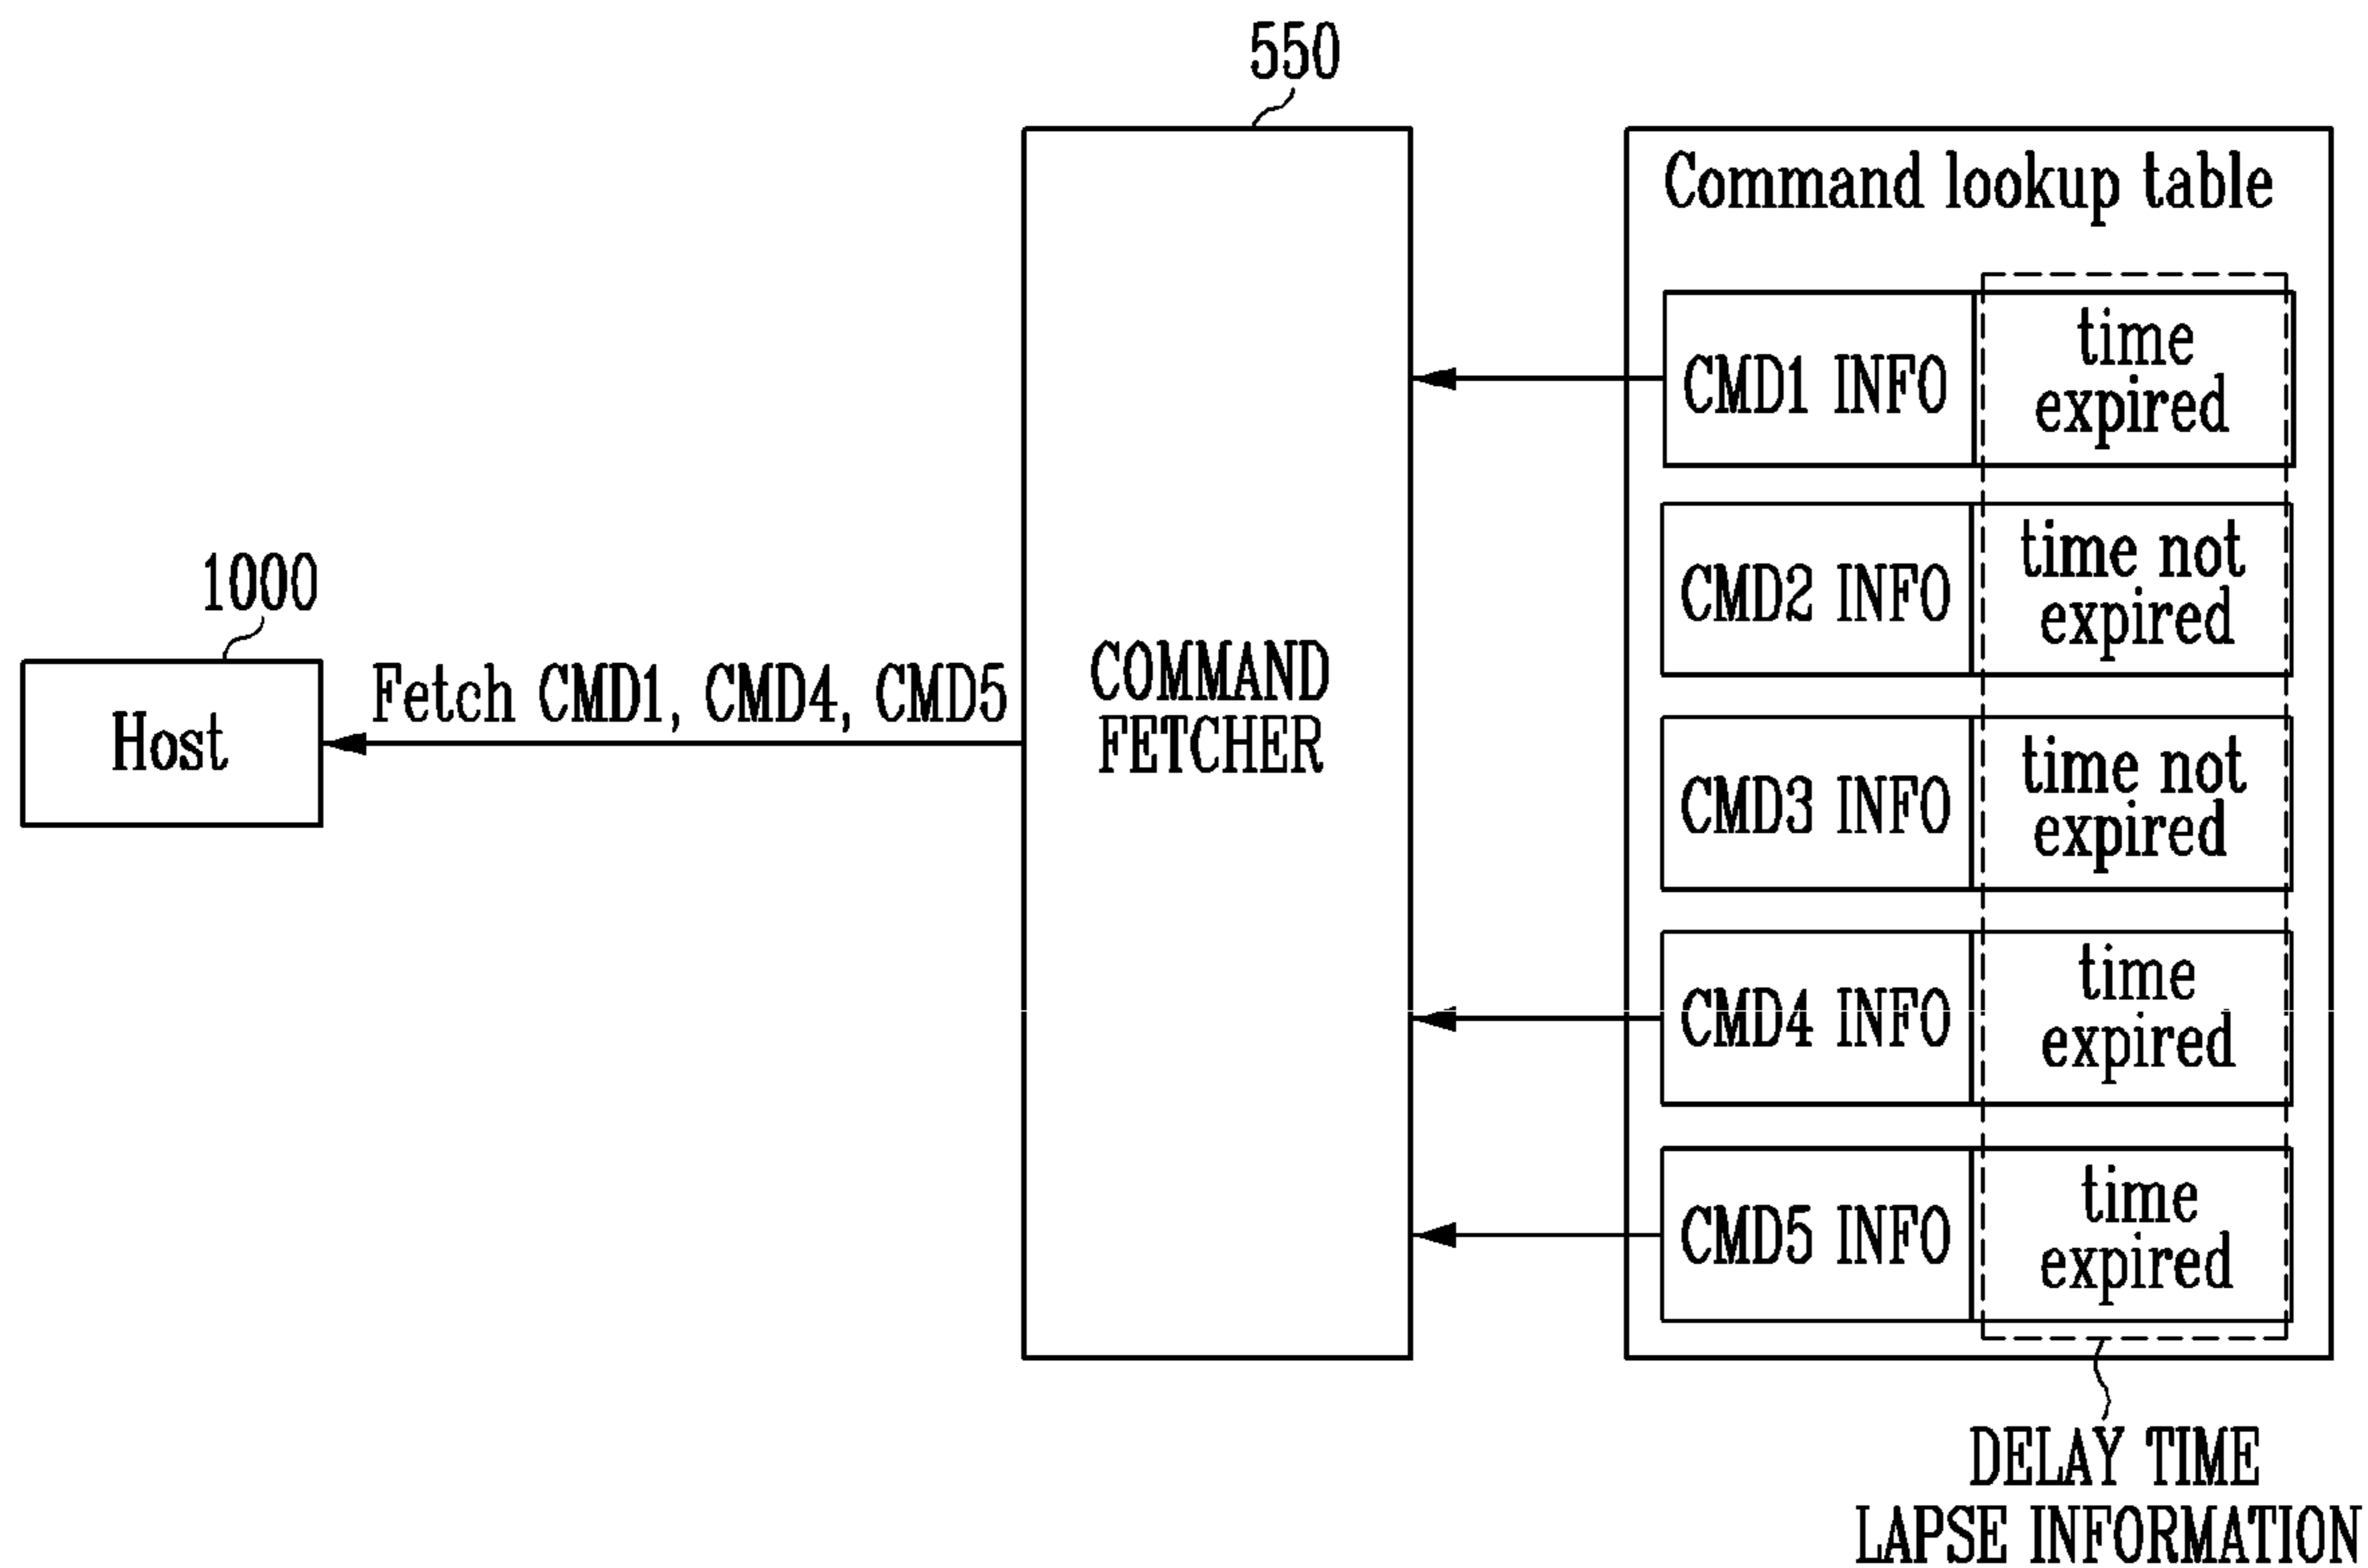 550
Command lookup table
CMD1 INFO
time
expired
1000
CMD2 INFO
time not
expired
Host
Fetch CMD1, CMD4, CMD5
COMMAND
FETCHER
CMD3 INFO
time not
expired
CMD4 INFO
time
expired
CMD5 INFO
time
expired
DELAY TIME
LAPSE INFORMATION